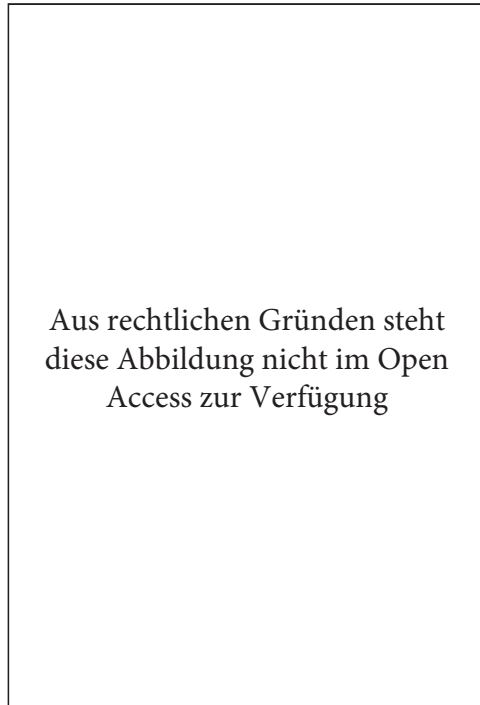 Aus rechtlichen Gründen steht
diese Abbildung nicht im Open
Access zur Verfügung